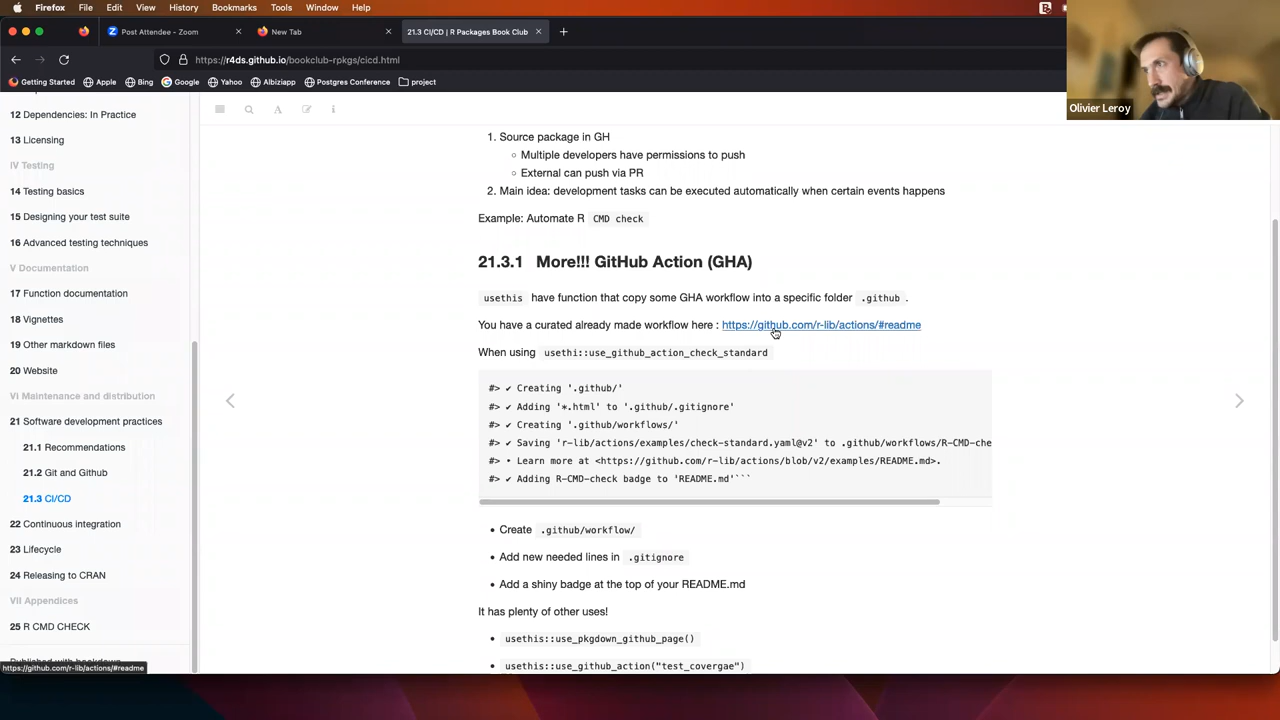 Firefox File Edit View History Bookmarks Tools Window Help
Post Attendee - Zoom
New Tab
21.3 CI/CD | R Packages Book Club
https://r4ds.github.io/bookclub-rpkgs/cicd.html
Getting Started Apple Bing Google Yahoo Albiziapp Postgres Conference project
Olivier Leroy
12 Dependencies: In Practice
13 Licensing
IV Testing
14 Testing basics
15 Designing your test suite
16 Advanced testing techniques
V Documentation
17 Function documentation
18 Vignettes
19 Other markdown files
20 Website
VI Maintenance and distribution
21 Software development practices
21.1 Recommendations
21.2 Git and Github
21.3 CI/CD
22 Continuous integration
23 Lifecycle
24 Releasing to CRAN
VII Appendices
25 R CMD CHECK
https://github.com/r-lib/actions/#readme
1. Source package in GH
Multiple developers have permissions to push
External can push via PR
2. Main idea: development tasks can be executed automatically when certain events happens
Example: Automate R CMD check
21.3.1 More!!! GitHub Action (GHA)
usethis have function that copy some GHA workflow into a specific folder .github .
You have a curated already made workflow here : https://github.com/r-lib/actions/#readme
When using usethi::use_github_action_check_standard
#> ✔ Creating '.github/'
#> ✔ Adding '*.html' to '.github/.gitignore'
#> ✔ Creating '.github/workflows/'
#> ✔ Saving 'r-lib/actions/examples/check-standard.yaml@v2' to .github/workflows/R-CMD-che
#> • Learn more at <https://github.com/r-lib/actions/blob/v2/examples/README.md>.
#> ✔ Adding R-CMD-check badge to 'README.md'```
• Create .github/workflow/
• Add new needed lines in .gitignore
• Add a shiny badge at the top of your README.md
It has plenty of other uses!
• usethis::use_pkgdown_github_page()
• usethis::use_github_action("test_covergae")